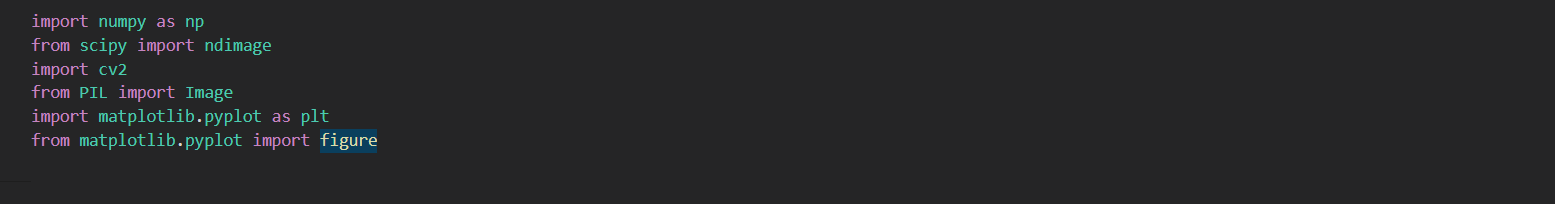 import numpy as np
from scipy import ndimage
import cv2
from PIL import Image
import matplotlib.pyplot as plt
from matplotlib.pyplot import figure